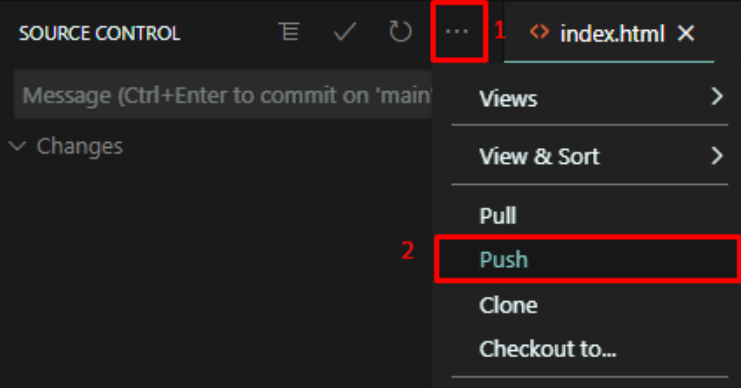 SOURCE CONTROL
1
index.html
Message (Ctrl+Enter to commit on 'main'
Changes
Views
View & Sort
Pull
2
Push
Clone
Checkout to...